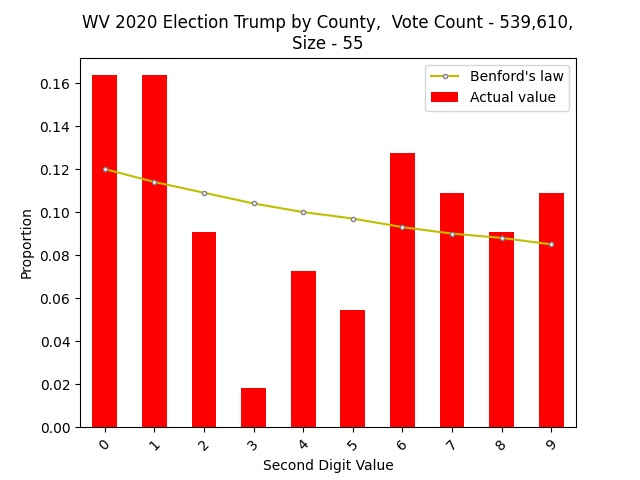 WV 2020 Election Trump by County,  Vote Count - 539,610,
Size - 55
Benford's law
Actual value
Proportion
0.16
0.14
0.12
0.10
0.08
0.06
0.04
0.02
0.00
0 1 2 3 4 5 6 7 8 9
Second Digit Value